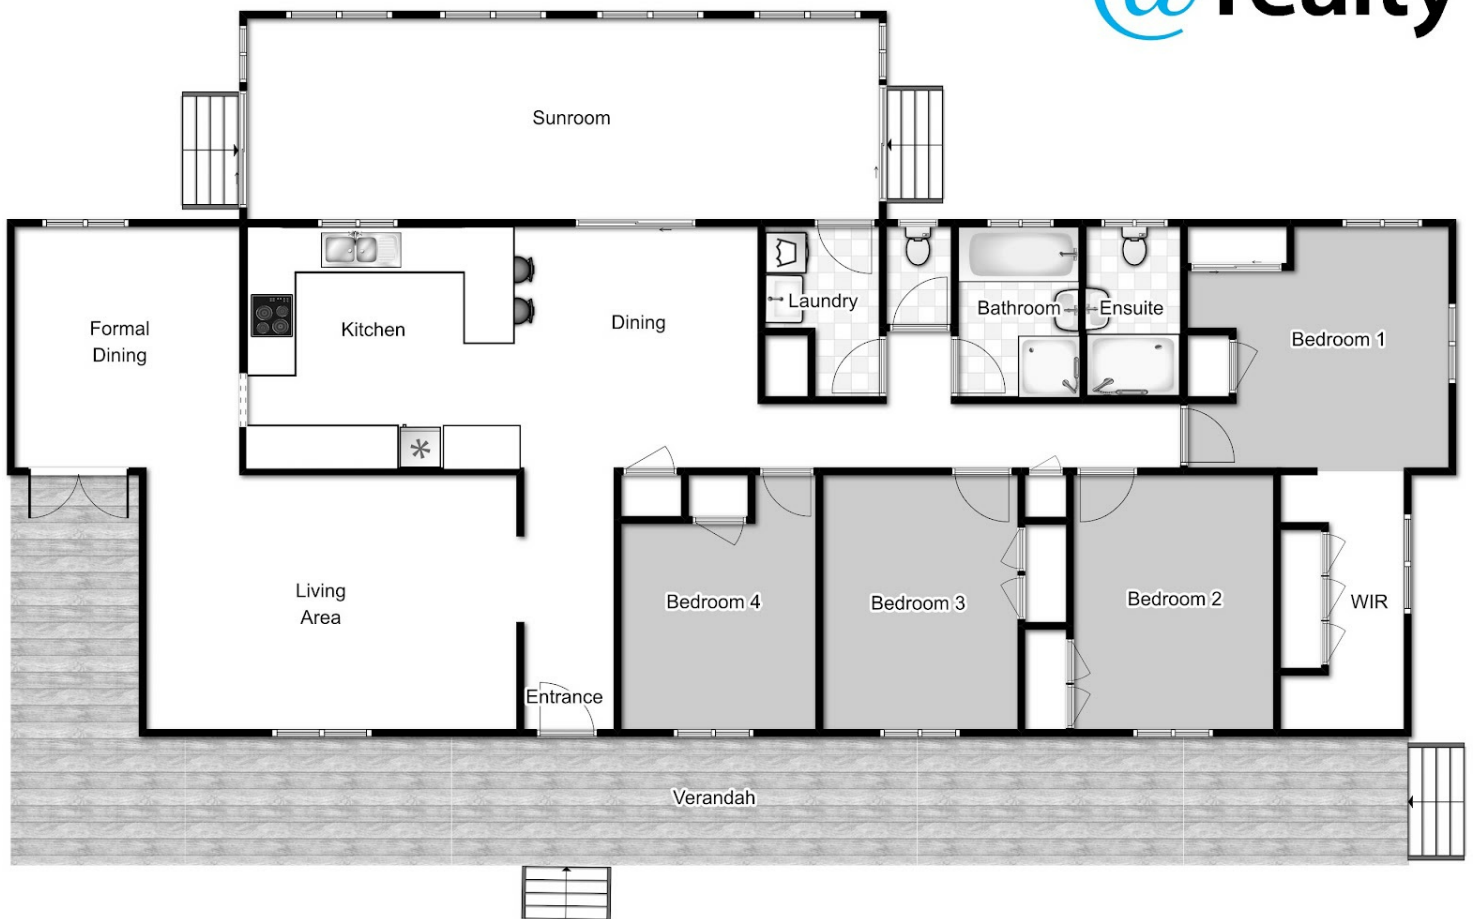 @realty
Sunroom
Formal
Dining
Kitchen
Dining
Laundry
Bathroom
Ensuite
Bedroom 1
Living
Area
Entrance
Bedroom 4
Bedroom 3
Bedroom 2
WIR
Verandah